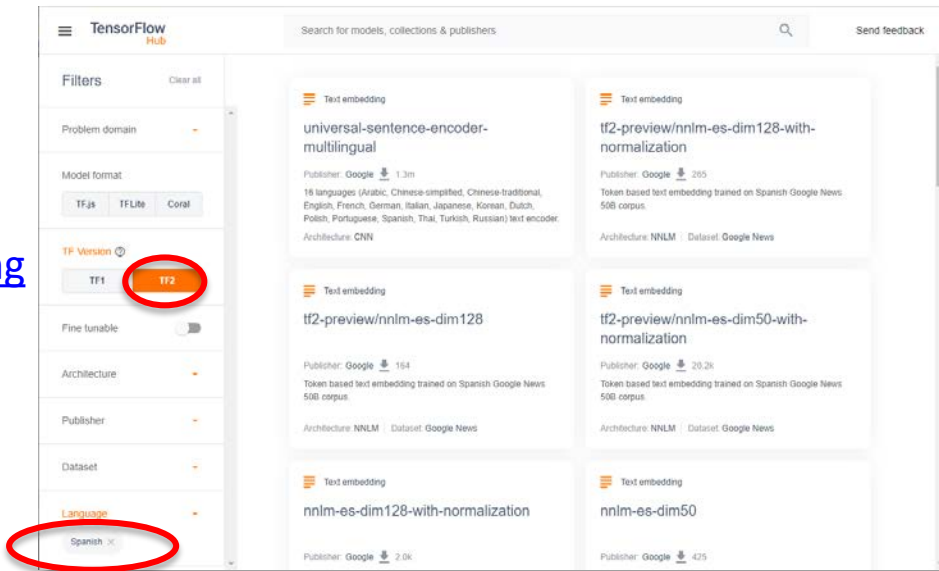 TensorFlow
Hub
Search for models, collections & publishers
Send feedback
Filters
Clear all
Problem domain
Model format
TF.js TFLite Coral
TF Version
TF1 TF2
Fine tunable
Architecture
Publisher
Dataset
Language
Spanish ×
ng
Text embedding
universal-sentence-encoder-
multilingual
Publisher: Google 1.3m
16 languages (Arabic, Chinese-simplified, Chinese-traditional,
English, French, German, Italian, Japanese, Korean, Dutch,
Polish, Portuguese, Spanish, Thai, Turkish, Russian) text encoder.
Architecture: CNN
Text embedding
tf2-preview/nnlm-es-dim128-with-
normalization
Publisher: Google 265
Token based text embedding trained on Spanish Google News
50B corpus.
Architecture: NNLM | Dataset: Google News
Text embedding
tf2-preview/nnlm-es-dim128
Publisher: Google 164
Token based text embedding trained on Spanish Google News
50B corpus.
Architecture: NNLM | Dataset: Google News
Text embedding
tf2-preview/nnlm-es-dim50-with-
normalization
Publisher: Google 20.2k
Token based text embedding trained on Spanish Google News
50B corpus.
Architecture: NNLM | Dataset: Google News
Text embedding
nnlm-es-dim128-with-normalization
Publisher: Google 2.0k
Text embedding
nnlm-es-dim50
Publisher: Google 425